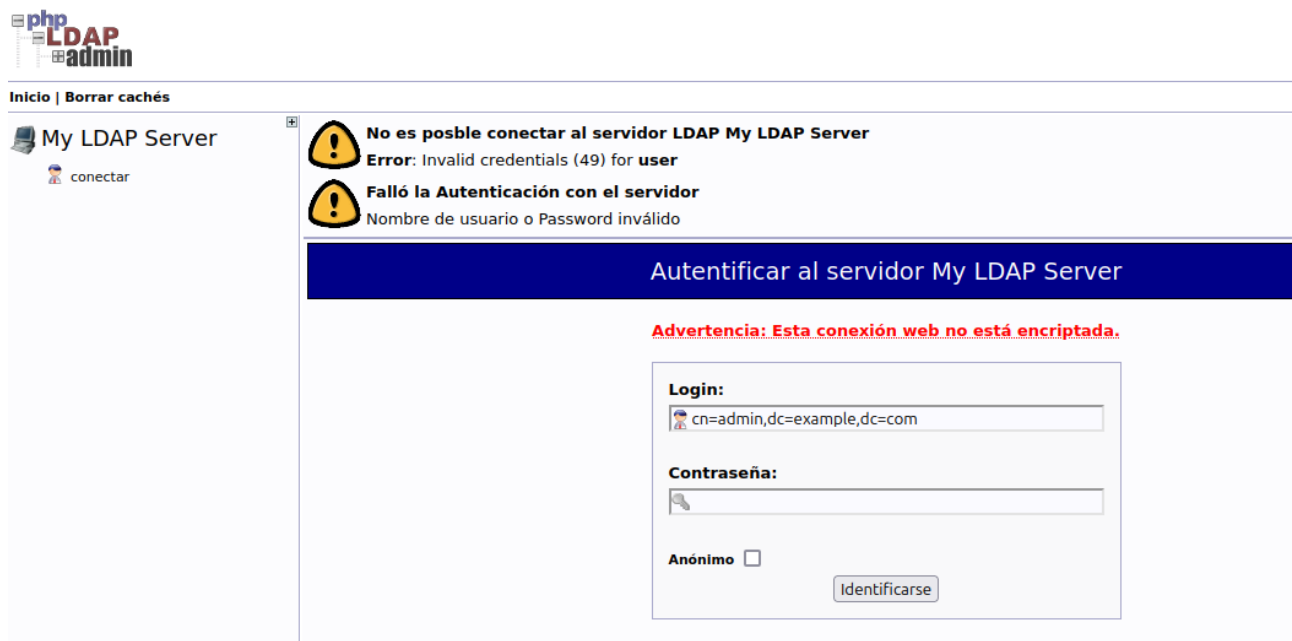 php
LDAP
admin
Inicio | Borrar cachés
My LDAP Server
conectar
No es posble conectar al servidor LDAP My LDAP Server
Error: Invalid credentials (49) for user
Falló la Autenticación con el servidor
Nombre de usuario o Password inválido
Autentificar al servidor My LDAP Server
Advertencia: Esta conexión web no está encriptada.
Login:
cn=admin,dc=example,dc=com
Contraseña:
Anónimo
Identificarse